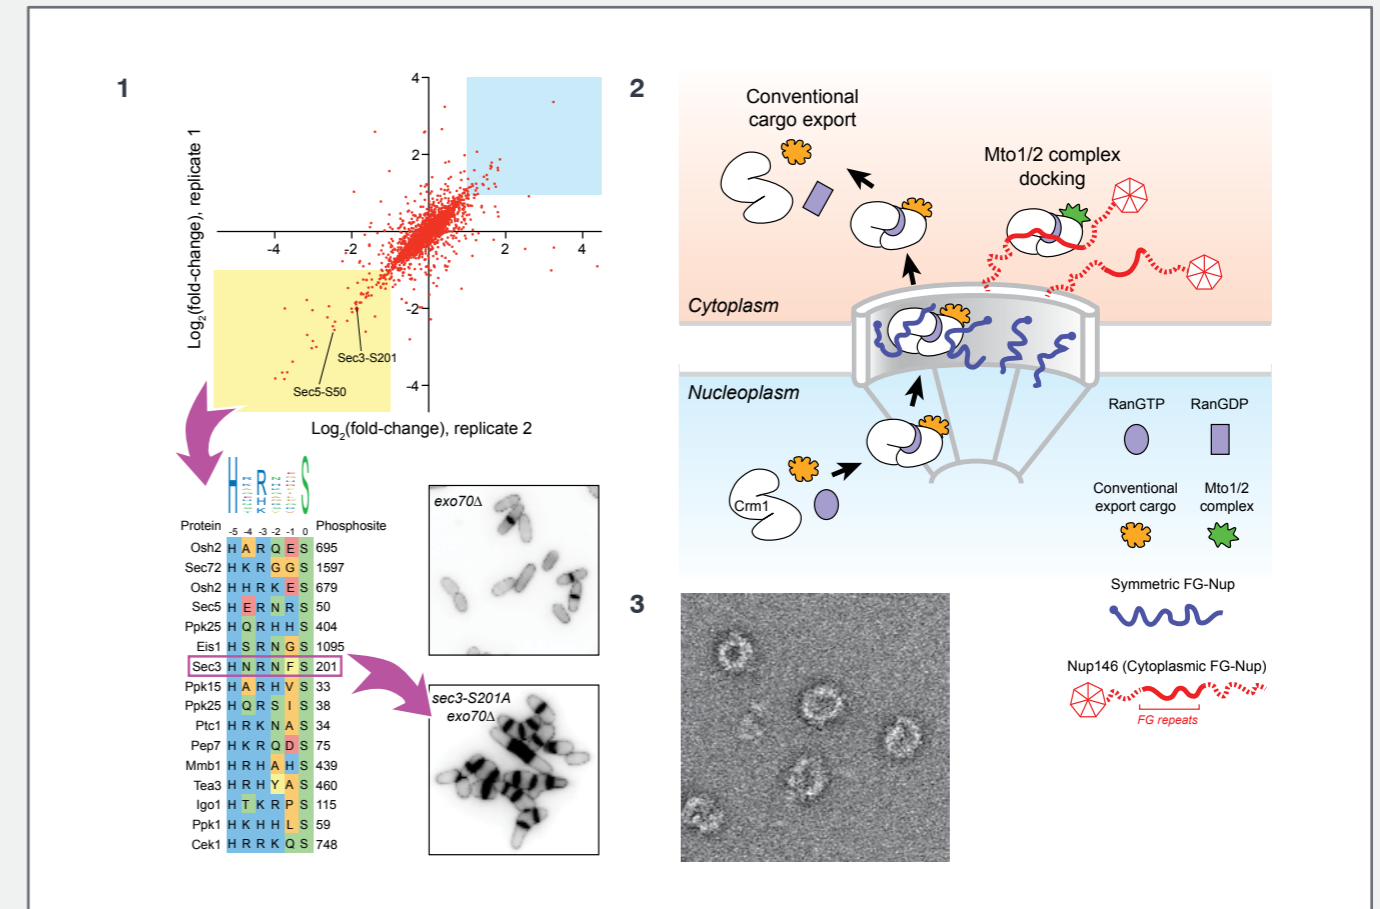 1
4
2
-4
-2
2
4
-2
-4
Log2(fold-change), replicate 1
Sec3-S201
Sec5-S50
Log2(fold-change), replicate 2
H R S
H
K
Protein -5 -4 -3 -2 -1 0 Phosphosite
Osh2 H A R Q E S 695
Sec72 H K R G G S 1597
Osh2 H H R K E S 679
Sec5 H E R N R S 50
Ppk25 H Q R H H S 404
Eis1 H S R N G S 1095
Sec3 H N R N F S 201
Ppk15 H A R H V S 33
Ppk25 H Q R S I S 38
Ptc1 H R K N A S 34
Pep7 H K R Q D S 75
Mmb1 H R H A H S 439
Tea3 H R H Y A S 460
Igo1 H T K R P S 115
Ppk1 H K H H L S 59
Cek1 H R R K Q S 748
exo70Δ
sec3-S201A
exo70Δ
2
Conventional
cargo export
Mto1/2 complex
docking
Cytoplasm
Nucleoplasm
Crm1
RanGTP RanGDP
Conventional
export cargo
Mto1/2
complex
Symmetric FG-Nup
Nup146 (Cytoplasmic FG-Nup)
FG repeats
3